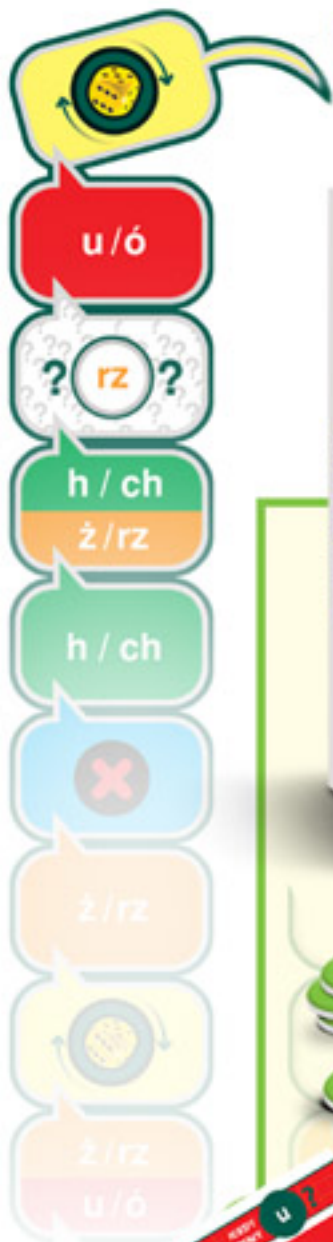 u/ó
? rz ?
h / ch
ż/rz
h / ch
ż/rz
ż/rz
u/ó
u ?